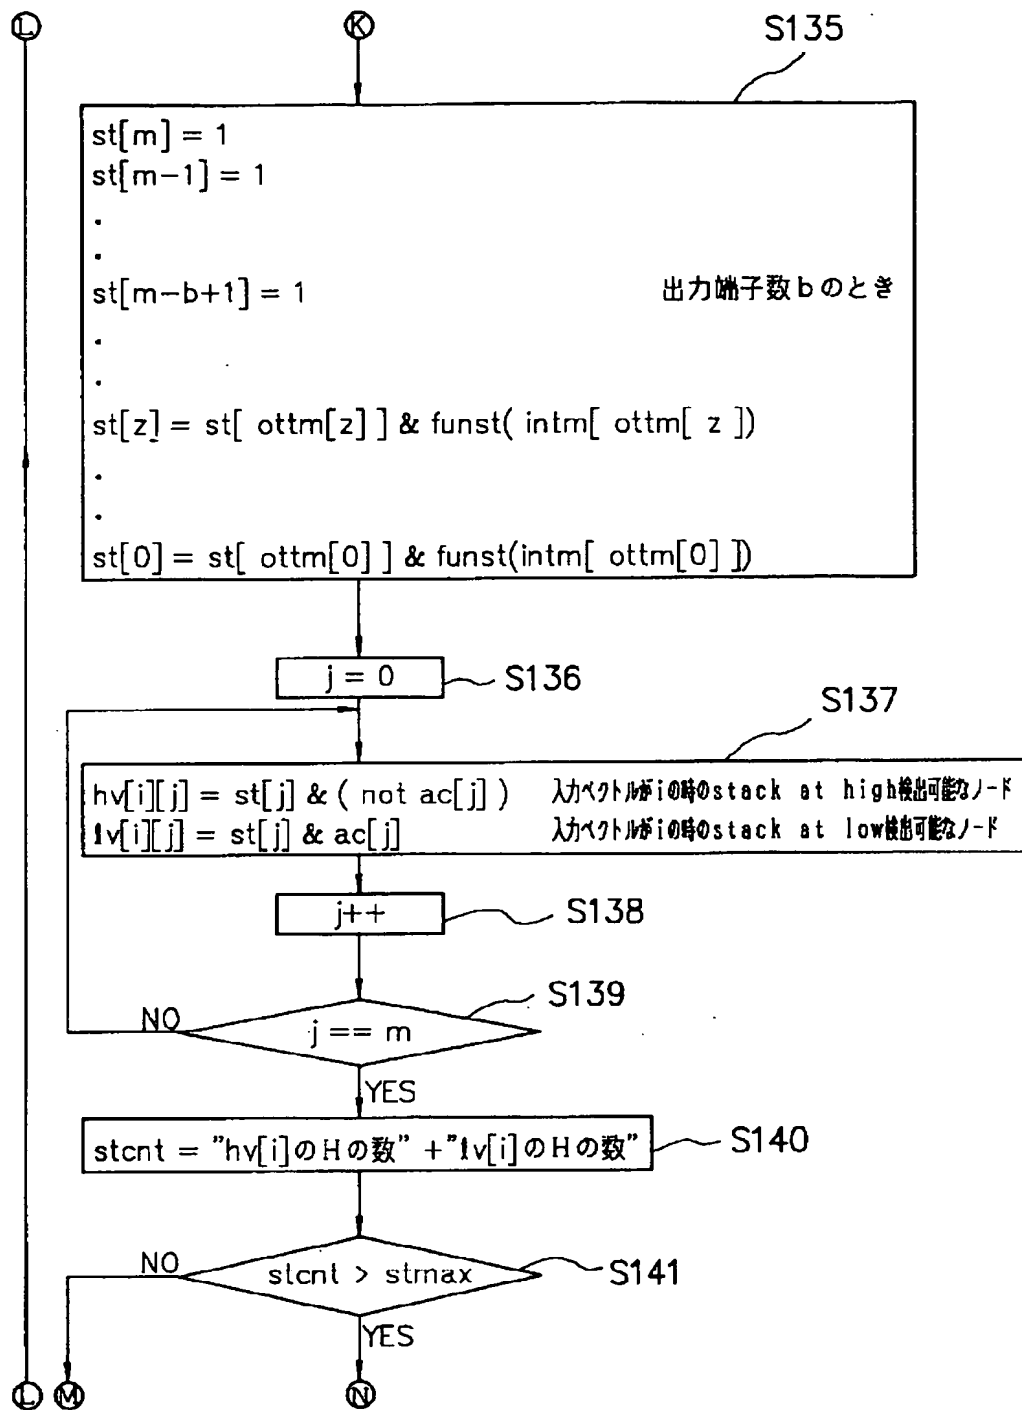 L
K
S135
st[m] = 1
st[m-1] = 1
.
.
st[m-b+1] = 1 出力端子数bのとき
.
.
st[z] = st[ ottm[z] ] & funst( intm[ ottm[ z ])
.
.
st[0] = st[ ottm[0] ] & funst(intm[ ottm[0] ])
j = 0
S136
S137
hv[i][j] = st[j] & ( not ac[j] ) 入力ベクトルがiの時のstack at high検出可能なノード
lv[i][j] = st[j] & ac[j] 入力ベクトルがiの時のstack at low検出可能なノード
j++
S138
S139
NO
j == m
YES
stcnt = "hv[i]のHの数" +"lv[i]のHの数"
S140
NO
stcnt > stmax
S141
YES
L
M
N